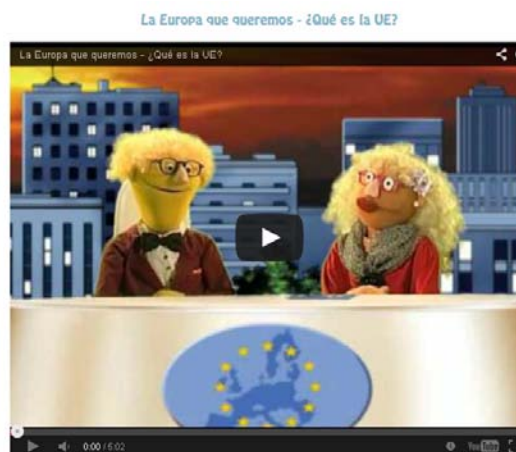 La Europa que queremos - ¿Qué es la UE?
La Europa que queremos - ¿Qué es la UE?
0:00 / 6:02
YouTube